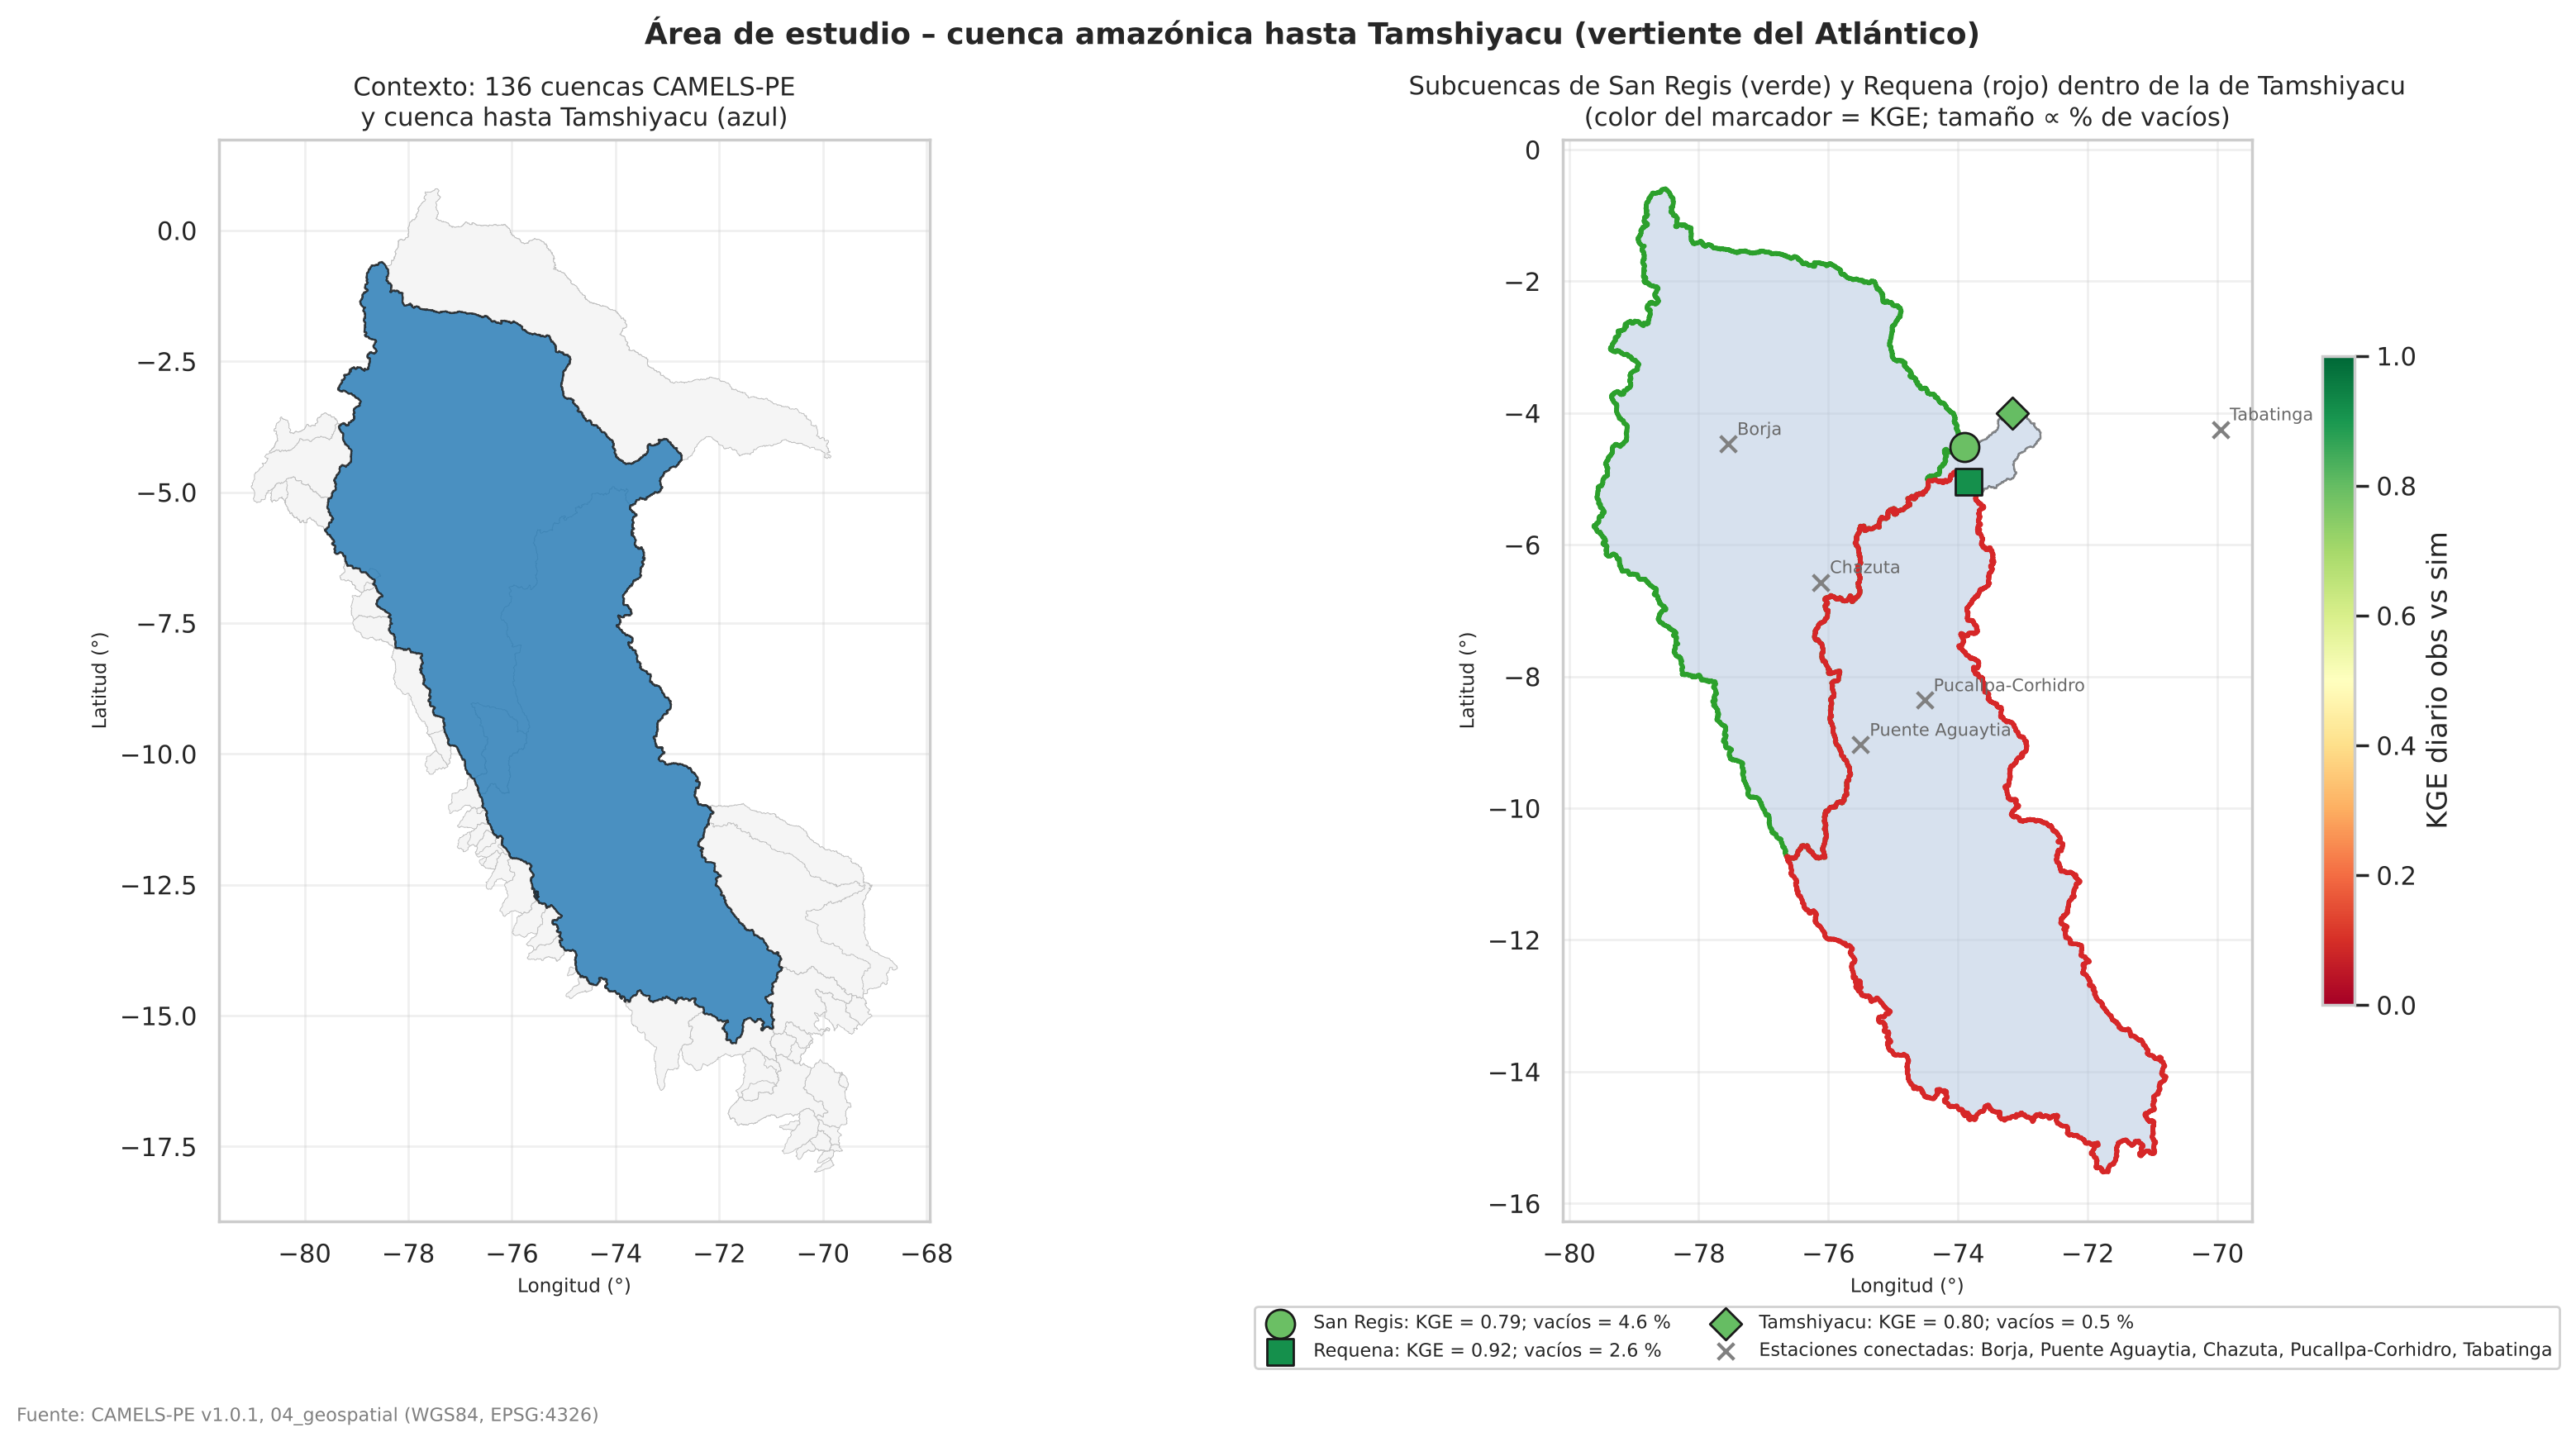 Área de estudio – cuenca amazónica hasta Tamshiyacu (vertiente del Atlántico)
Contexto: 136 cuencas CAMELS-PE
y cuenca hasta Tamshiyacu (azul)
0.0
−2.5
−5.0
−7.5
−10.0
−12.5
−15.0
−17.5
Latitud (°)
−80 −78 −76 −74 −72 −70 −68
Longitud (°)
Subcuencas de San Regis (verde) y Requena (rojo) dentro de la de Tamshiyacu
(color del marcador = KGE; tamaño ∝ % de vacíos)
0
−2
−4
−6
−8
−10
−12
−14
−16
Latitud (°)
Borja
Tabatinga
Chazuta
Pucallpa-Corhidro
Puente Aguaytia
−80 −78 −76 −74 −72 −70
Longitud (°)
1.0
0.8
0.6
0.4
0.2
0.0
KGE diario obs vs sim
San Regis: KGE = 0.79; vacíos = 4.6 %
Requena: KGE = 0.92; vacíos = 2.6 %
Tamshiyacu: KGE = 0.80; vacíos = 0.5 %
Estaciones conectadas: Borja, Puente Aguaytia, Chazuta, Pucallpa-Corhidro, Tabatinga
Fuente: CAMELS-PE v1.0.1, 04_geospatial (WGS84, EPSG:4326)